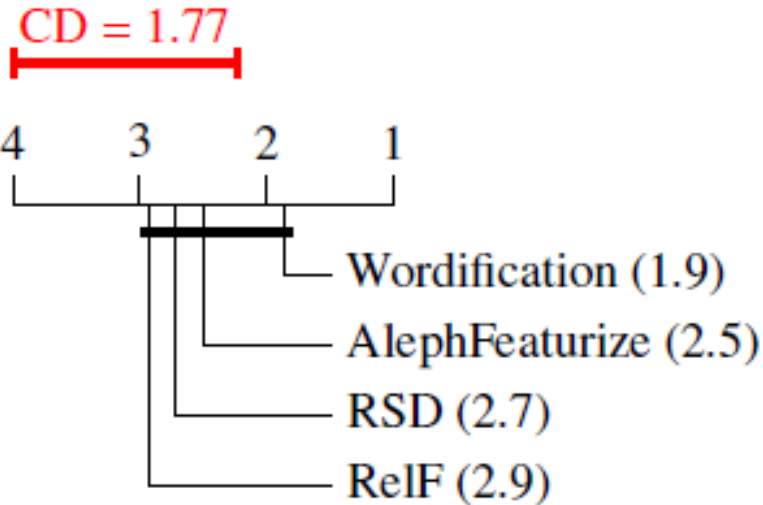 CD = 1.77
4 3 2 1
Wordification (1.9)
AlephFeaturize (2.5)
RSD (2.7)
RelF (2.9)